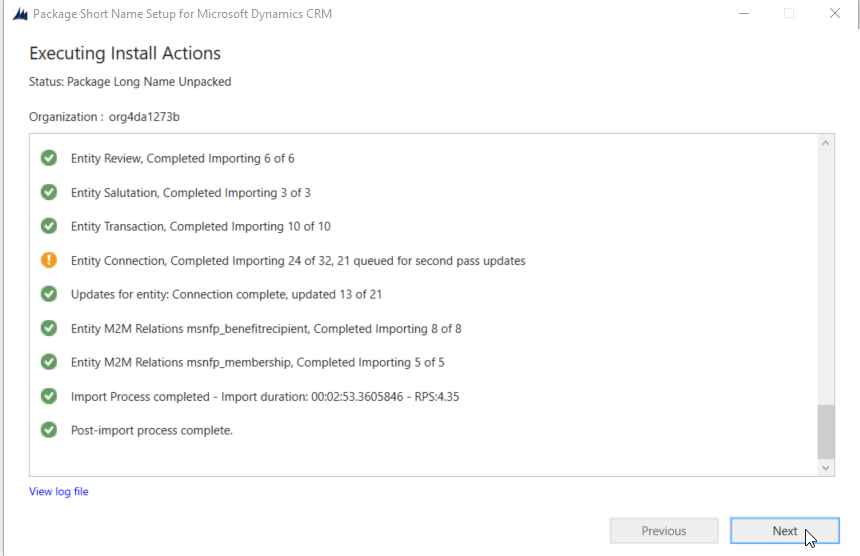 Package Short Name Setup for Microsoft Dynamics CRM
Executing Install Actions
Status: Package Long Name Unpacked
Organization : org4da1273b
Entity Review, Completed Importing 6 of 6
Entity Salutation, Completed Importing 3 of 3
Entity Transaction, Completed Importing 10 of 10
Entity Connection, Completed Importing 24 of 32, 21 queued for second pass updates
Updates for entity: Connection complete, updated 13 of 21
Entity M2M Relations msnfp_benefitrecipient, Completed Importing 8 of 8
Entity M2M Relations msnfp_membership, Completed Importing 5 of 5
Import Process completed - Import duration: 00:02:53.3605846 - RPS:4.35
Post-import process complete.
View log file
Previous
Next